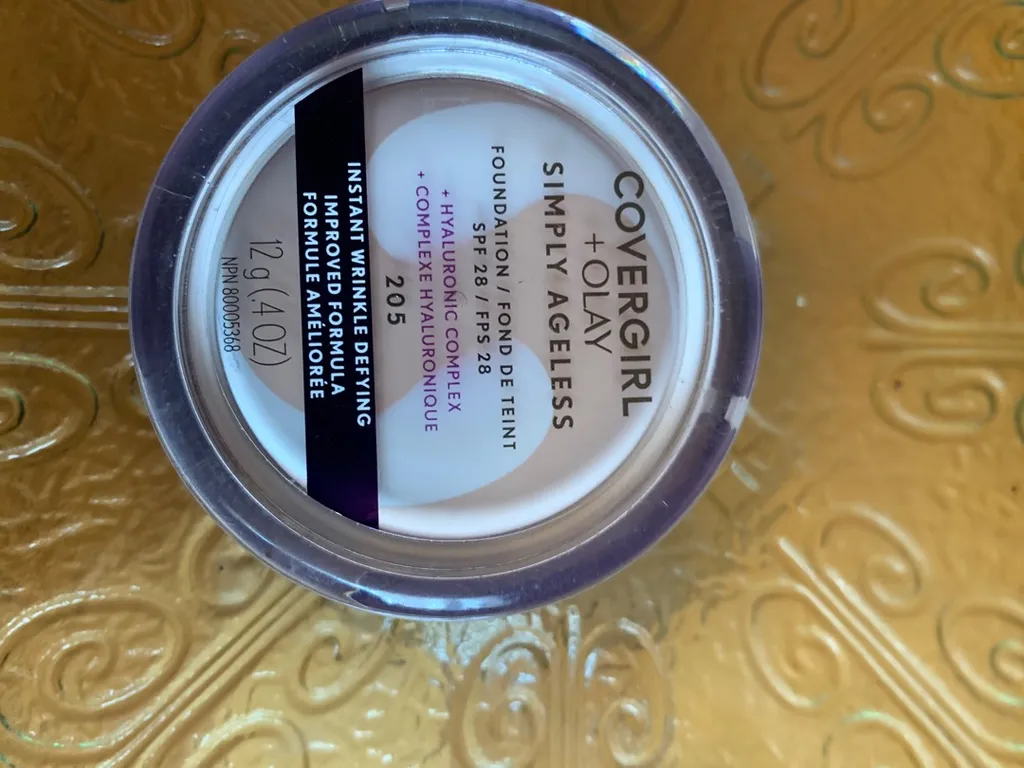 COVERGIRL
+ OLAY
SIMPLY AGELESS
FOUNDATION / FOND DE TEINT
SPF 28 / FPS 28
+ HYALURONIC COMPLEX
+ COMPLEXE HYALURONIQUE
205
INSTANT WRINKLE DEFYING
IMPROVED FORMULA
FORMULE AMÉLIORÉE
12 g (.4 OZ)
NPN 80005368